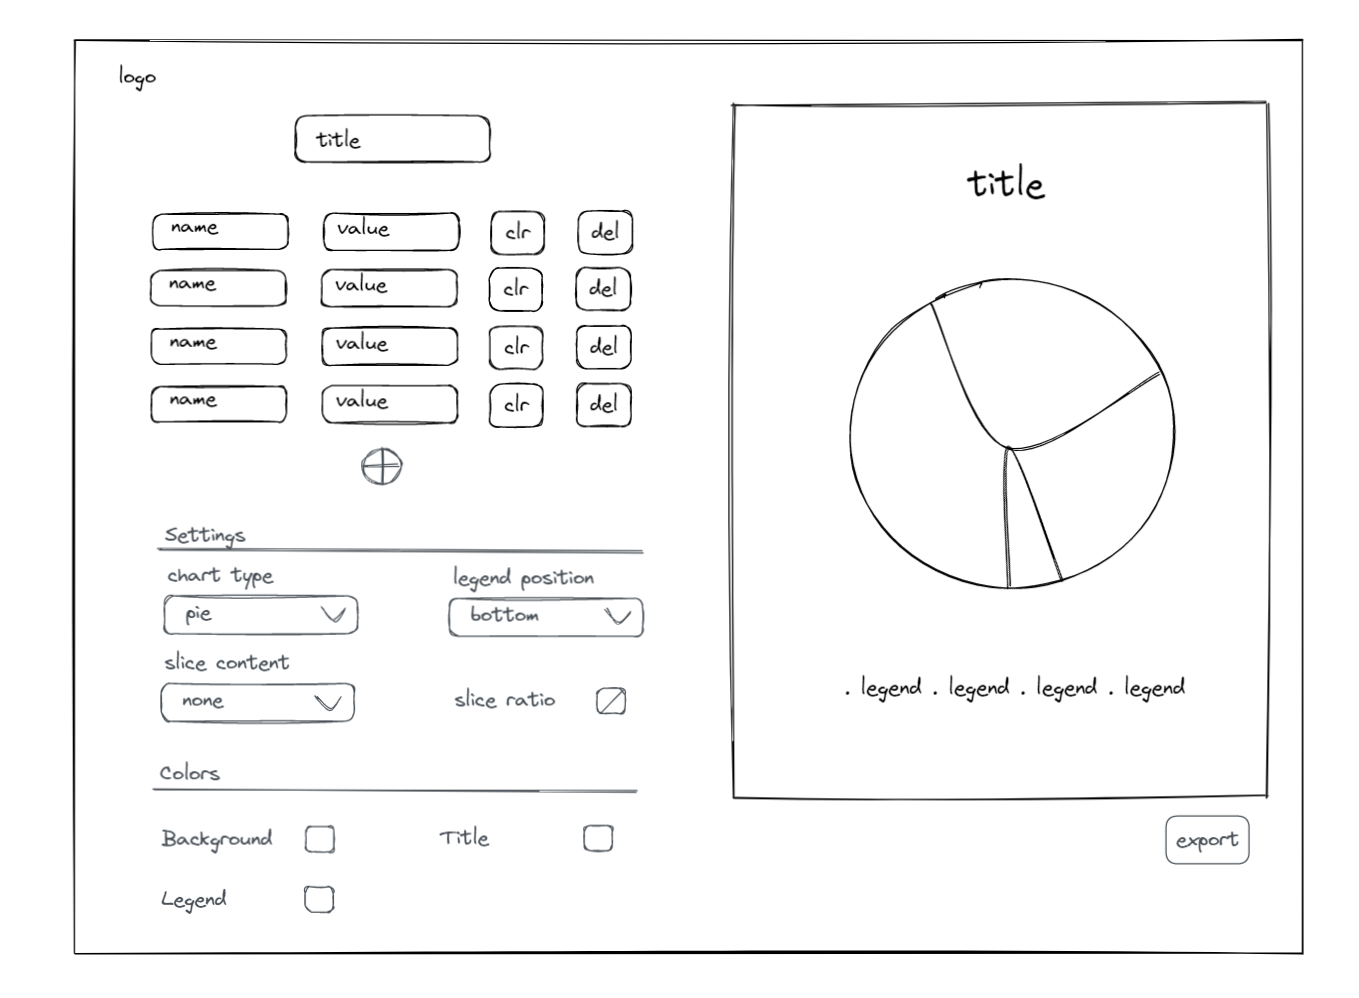 logo
title
name value clr del
name value clr del
name value clr del
name value clr del
Settings
chart type legend position
pie bottom
slice content
none slice ratio
Colors
Background Title
Legend
title
. legend . legend . legend . legend
export